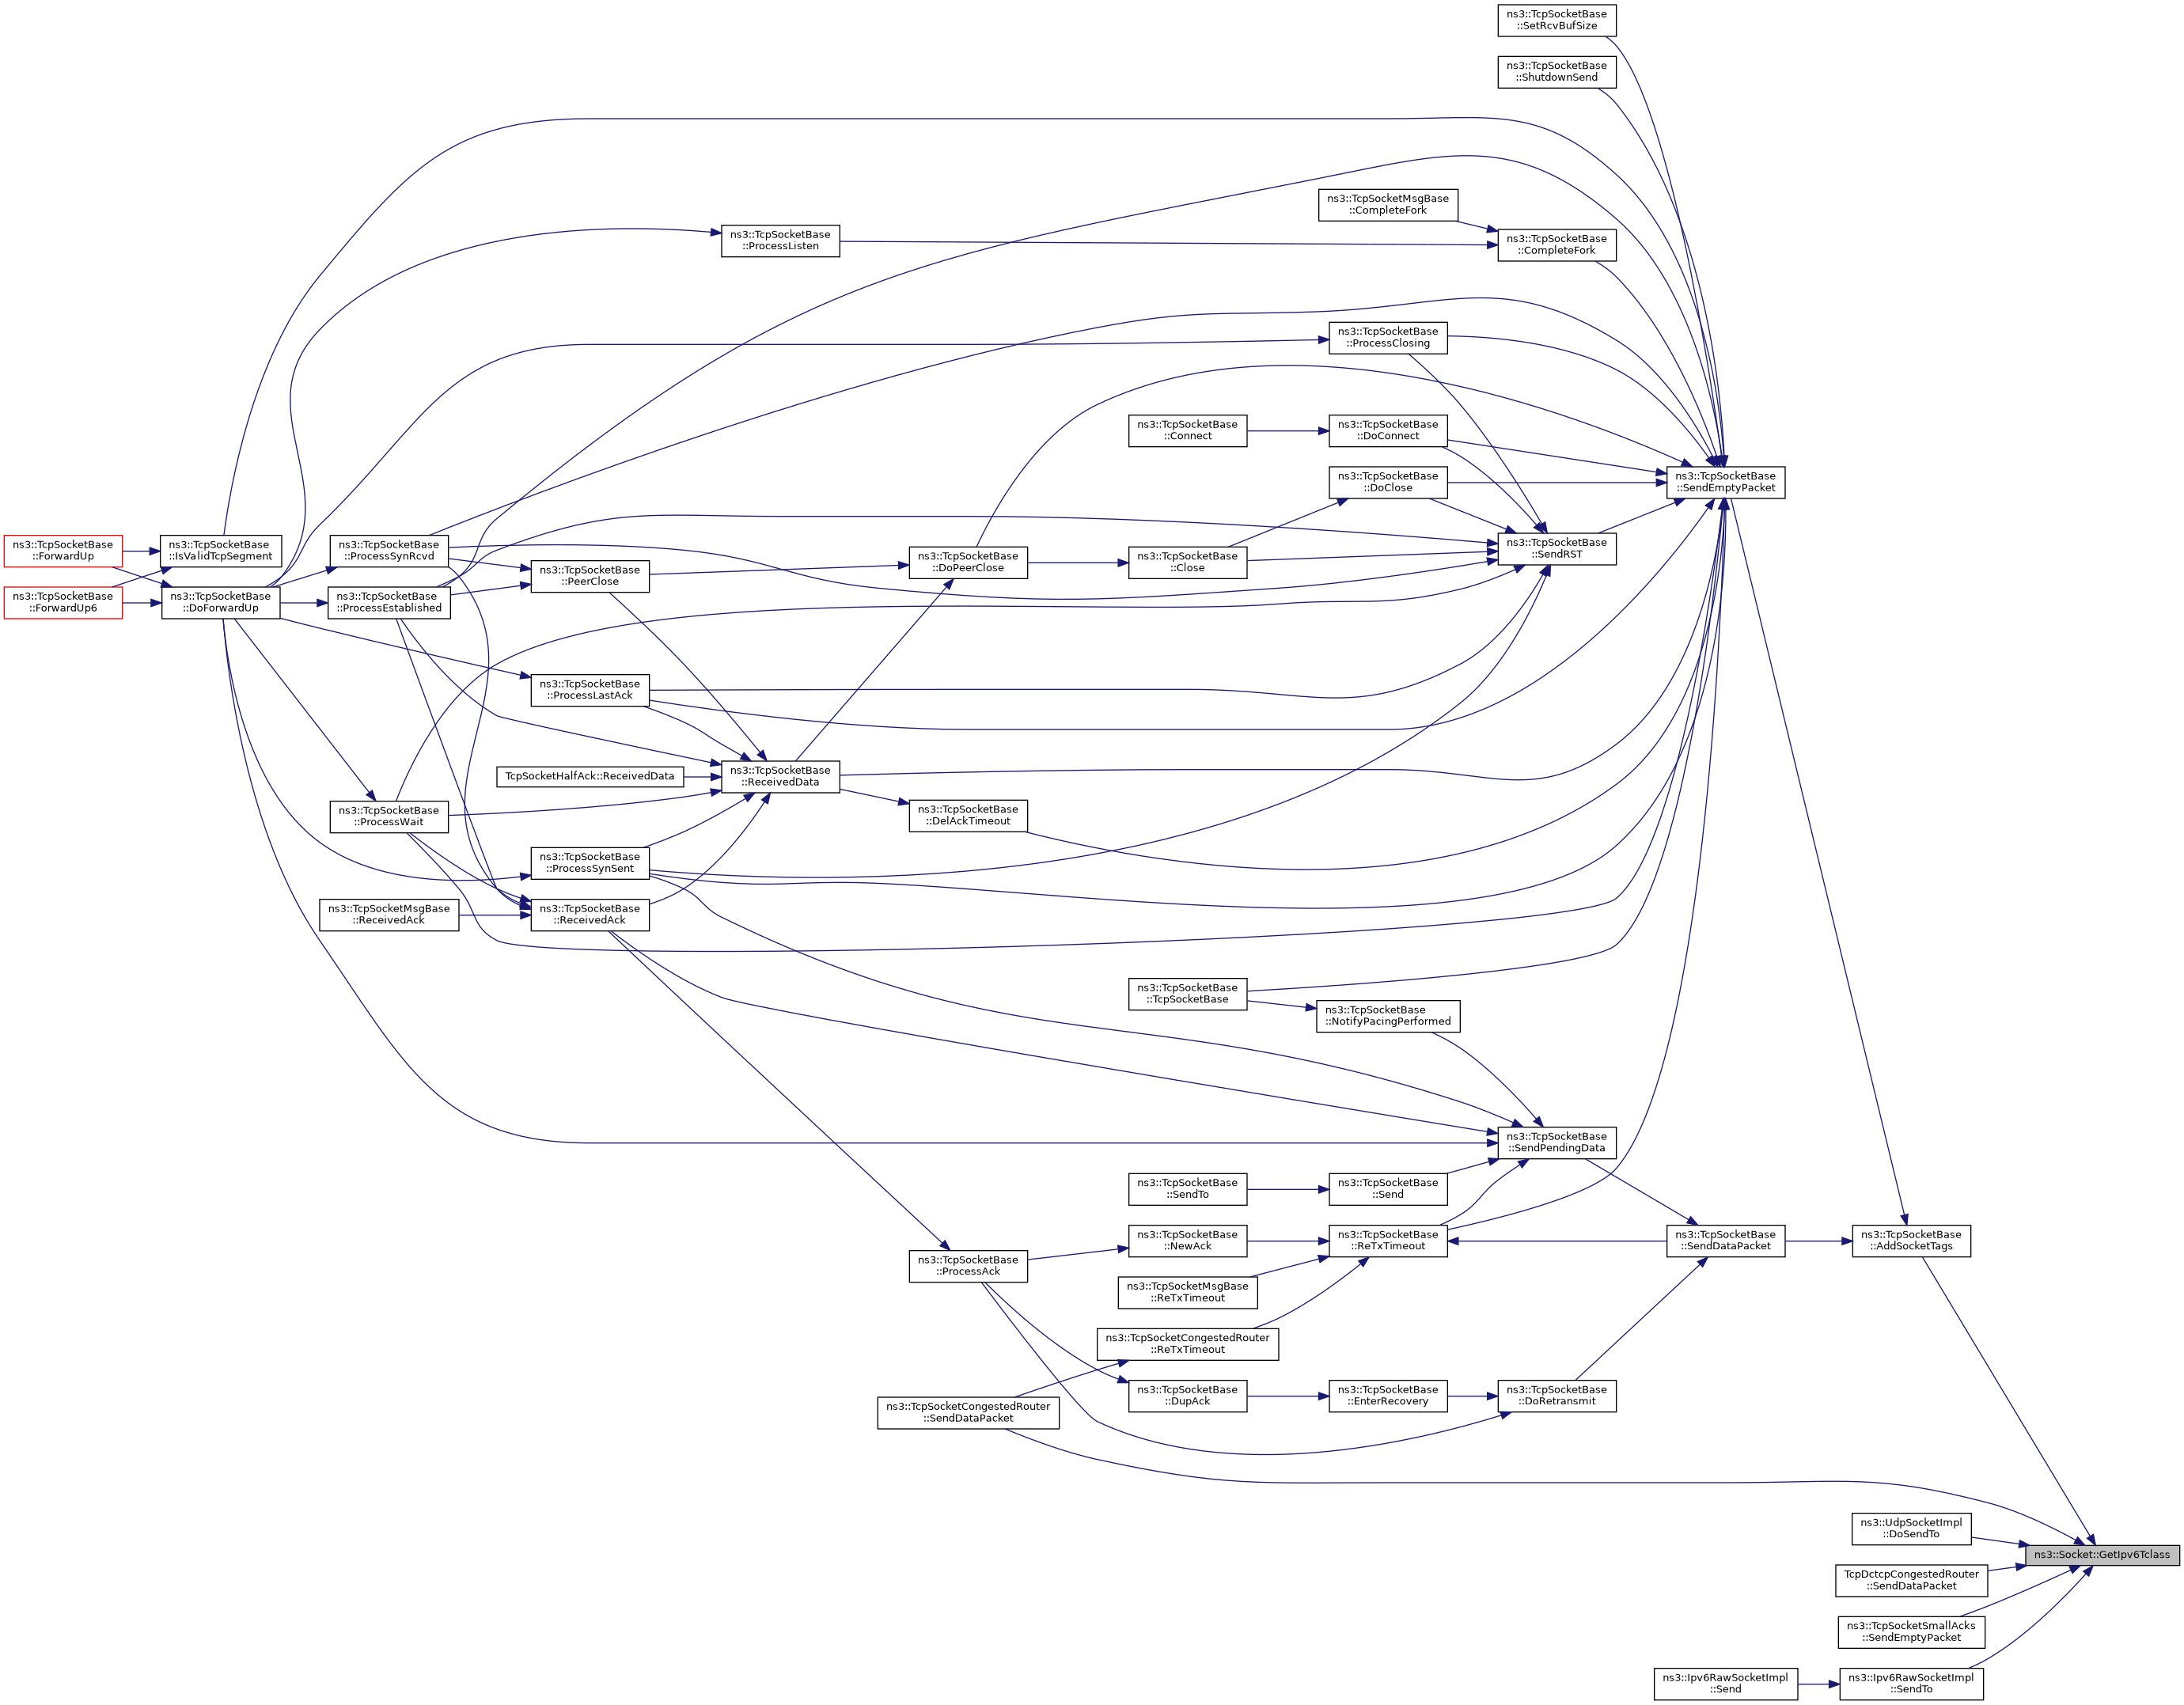 ns3::TcpSocketBase
::SetRcvBufSize
ns3::TcpSocketBase
::ShutdownSend
ns3::TcpSocketMsgBase
::CompleteFork
ns3::TcpSocketBase
::ProcessListen
ns3::TcpSocketBase
::CompleteFork
ns3::TcpSocketBase
::ProcessClosing
ns3::TcpSocketBase
::Connect
ns3::TcpSocketBase
::DoConnect
ns3::TcpSocketBase
::DoClose
ns3::TcpSocketBase
::SendEmptyPacket
ns3::TcpSocketBase
::ForwardUp
ns3::TcpSocketBase
::IsValidTcpSegment
ns3::TcpSocketBase
::ProcessSynRcvd
ns3::TcpSocketBase
::PeerClose
ns3::TcpSocketBase
::DoPeerClose
ns3::TcpSocketBase
::Close
ns3::TcpSocketBase
::SendRST
ns3::TcpSocketBase
::ForwardUp6
ns3::TcpSocketBase
::DoForwardUp
ns3::TcpSocketBase
::ProcessEstablished
ns3::TcpSocketBase
::ProcessLastAck
TcpSocketHalfAck::ReceivedData
ns3::TcpSocketBase
::ReceivedData
ns3::TcpSocketBase
::ProcessWait
ns3::TcpSocketBase
::DelAckTimeout
ns3::TcpSocketBase
::ProcessSynSent
ns3::TcpSocketMsgBase
::ReceivedAck
ns3::TcpSocketBase
::ReceivedAck
ns3::TcpSocketBase
::TcpSocketBase
ns3::TcpSocketBase
::NotifyPacingPerformed
ns3::TcpSocketBase
::SendPendingData
ns3::TcpSocketBase
::SendTo
ns3::TcpSocketBase
::Send
ns3::TcpSocketBase
::ProcessAck
ns3::TcpSocketBase
::NewAck
ns3::TcpSocketBase
::ReTxTimeout
ns3::TcpSocketBase
::SendDataPacket
ns3::TcpSocketBase
::AddSocketTags
ns3::TcpSocketMsgBase
::ReTxTimeout
ns3::TcpSocketCongestedRouter
::ReTxTimeout
ns3::TcpSocketCongestedRouter
::SendDataPacket
ns3::TcpSocketBase
::DupAck
ns3::TcpSocketBase
::EnterRecovery
ns3::TcpSocketBase
::DoRetransmit
ns3::UdpSocketImpl
::DoSendTo
ns3::Socket::GetIpv6Tclass
TcpDctcpCongestedRouter
::SendDataPacket
ns3::TcpSocketSmallAcks
::SendEmptyPacket
ns3::Ipv6RawSocketImpl
::Send
ns3::Ipv6RawSocketImpl
::SendTo